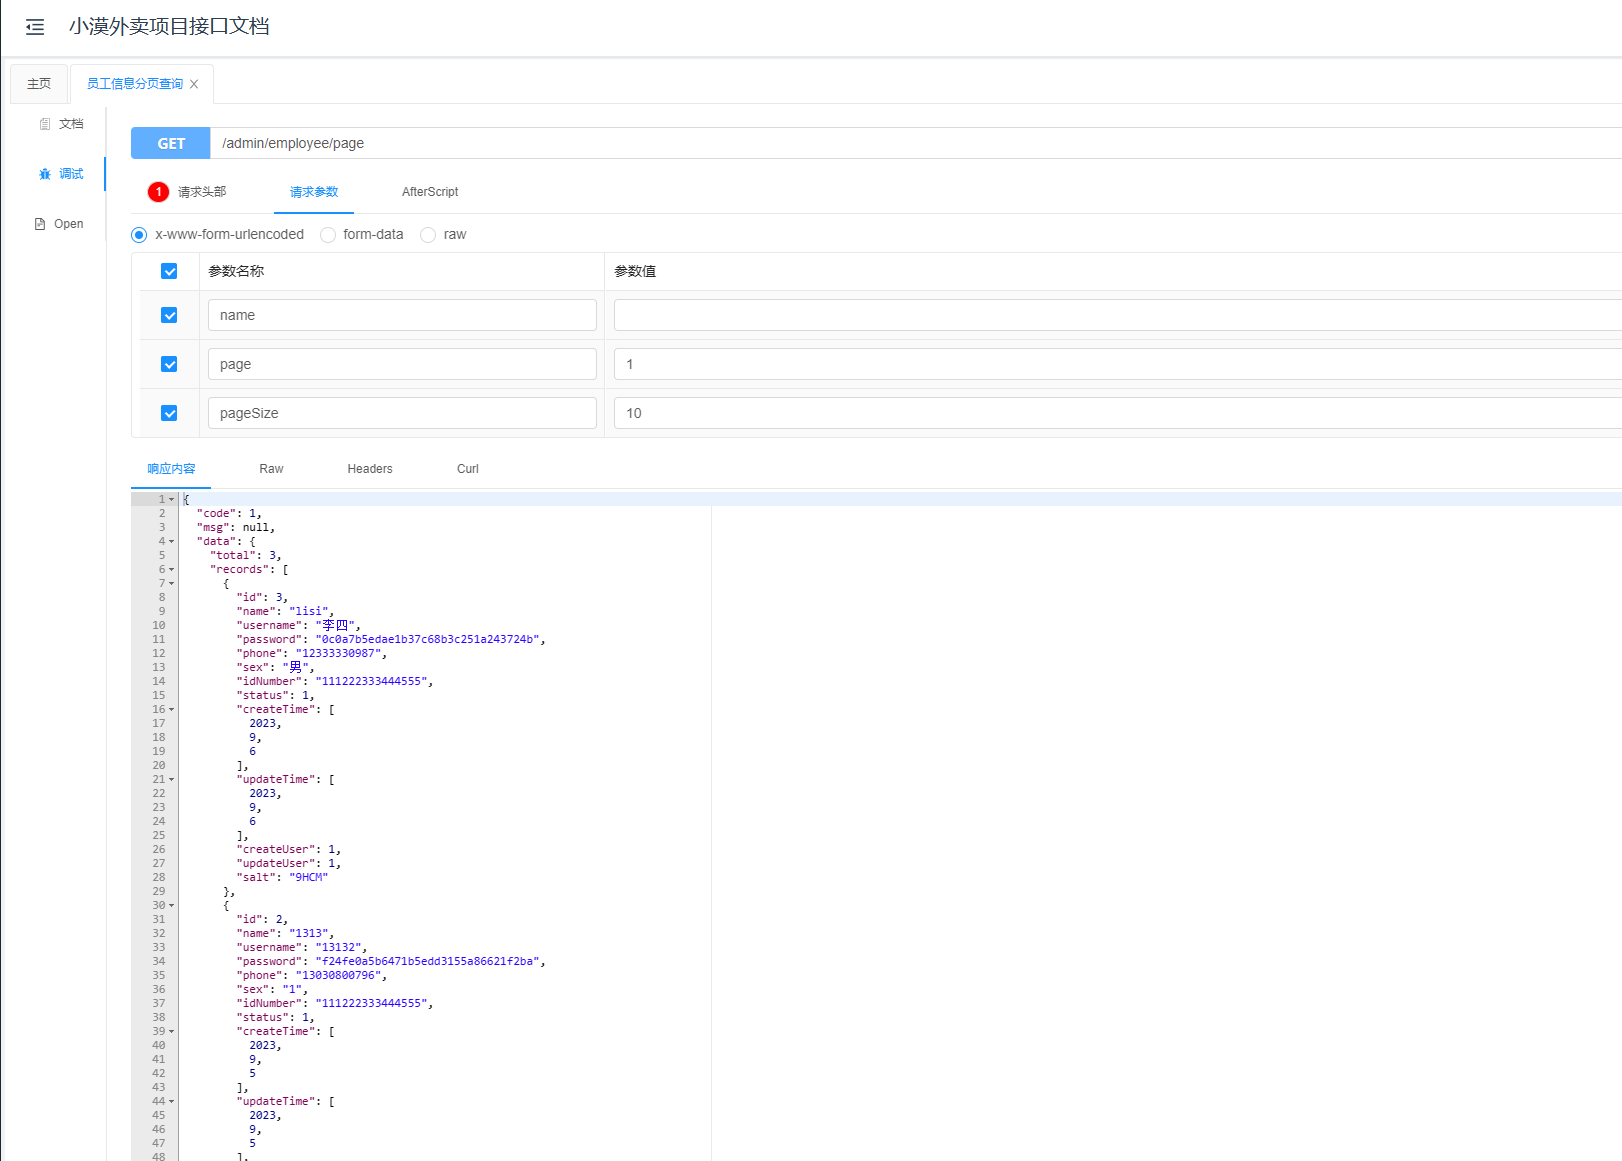 小漠外卖项目接口文档
主页
员工信息分页查询 X
文档
调试
Open
GET /admin/employee/page
1 请求头部 请求参数 AfterScript
x-www-form-urlencoded form-data raw
参数名称 参数值
name
page 1
pageSize 10
响应内容 Raw Headers Curl
1 {
2 "code": 1,
3 "msg": null,
4 "data": {
5 "total": 3,
6 "records": [
7 {
8 "id": 3,
9 "name": "lisi",
10 "username": "李四",
11 "password": "0c0a7b5edae1b37c68b3c251a243724b",
12 "phone": "12333330987",
13 "sex": "男",
14 "idNumber": "111222333444555",
15 "status": 1,
16 "createTime": [
17 2023,
18 9,
19 6
20 ],
21 "updateTime": [
22 2023,
23 9,
24 6
25 ],
26 "createUser": 1,
27 "updateUser": 1,
28 "salt": "9HCM"
29 },
30 {
31 "id": 2,
32 "name": "1313",
33 "username": "13132",
34 "password": "f24fe0a5b6471b5edd3155a86621f2ba",
35 "phone": "13030800796",
36 "sex": "1",
37 "idNumber": "111222333444555",
38 "status": 1,
39 "createTime": [
40 2023,
41 9,
42 5
43 ],
44 "updateTime": [
45 2023,
46 9,
47 5
48 ],